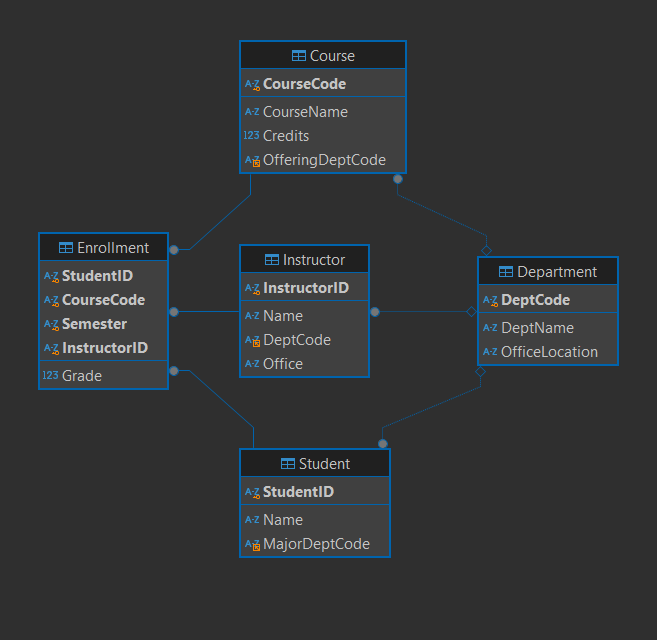 Course
A-Z CourseCode
A-Z CourseName
123 Credits
A-Z OfferingDeptCode
Enrollment
A-Z StudentID
A-Z CourseCode
A-Z Semester
A-Z InstructorID
123 Grade
Instructor
A-Z InstructorID
A-Z Name
A-Z DeptCode
A-Z Office
Department
A-Z DeptCode
A-Z DeptName
A-Z OfficeLocation
Student
A-Z StudentID
A-Z Name
A-Z MajorDeptCode